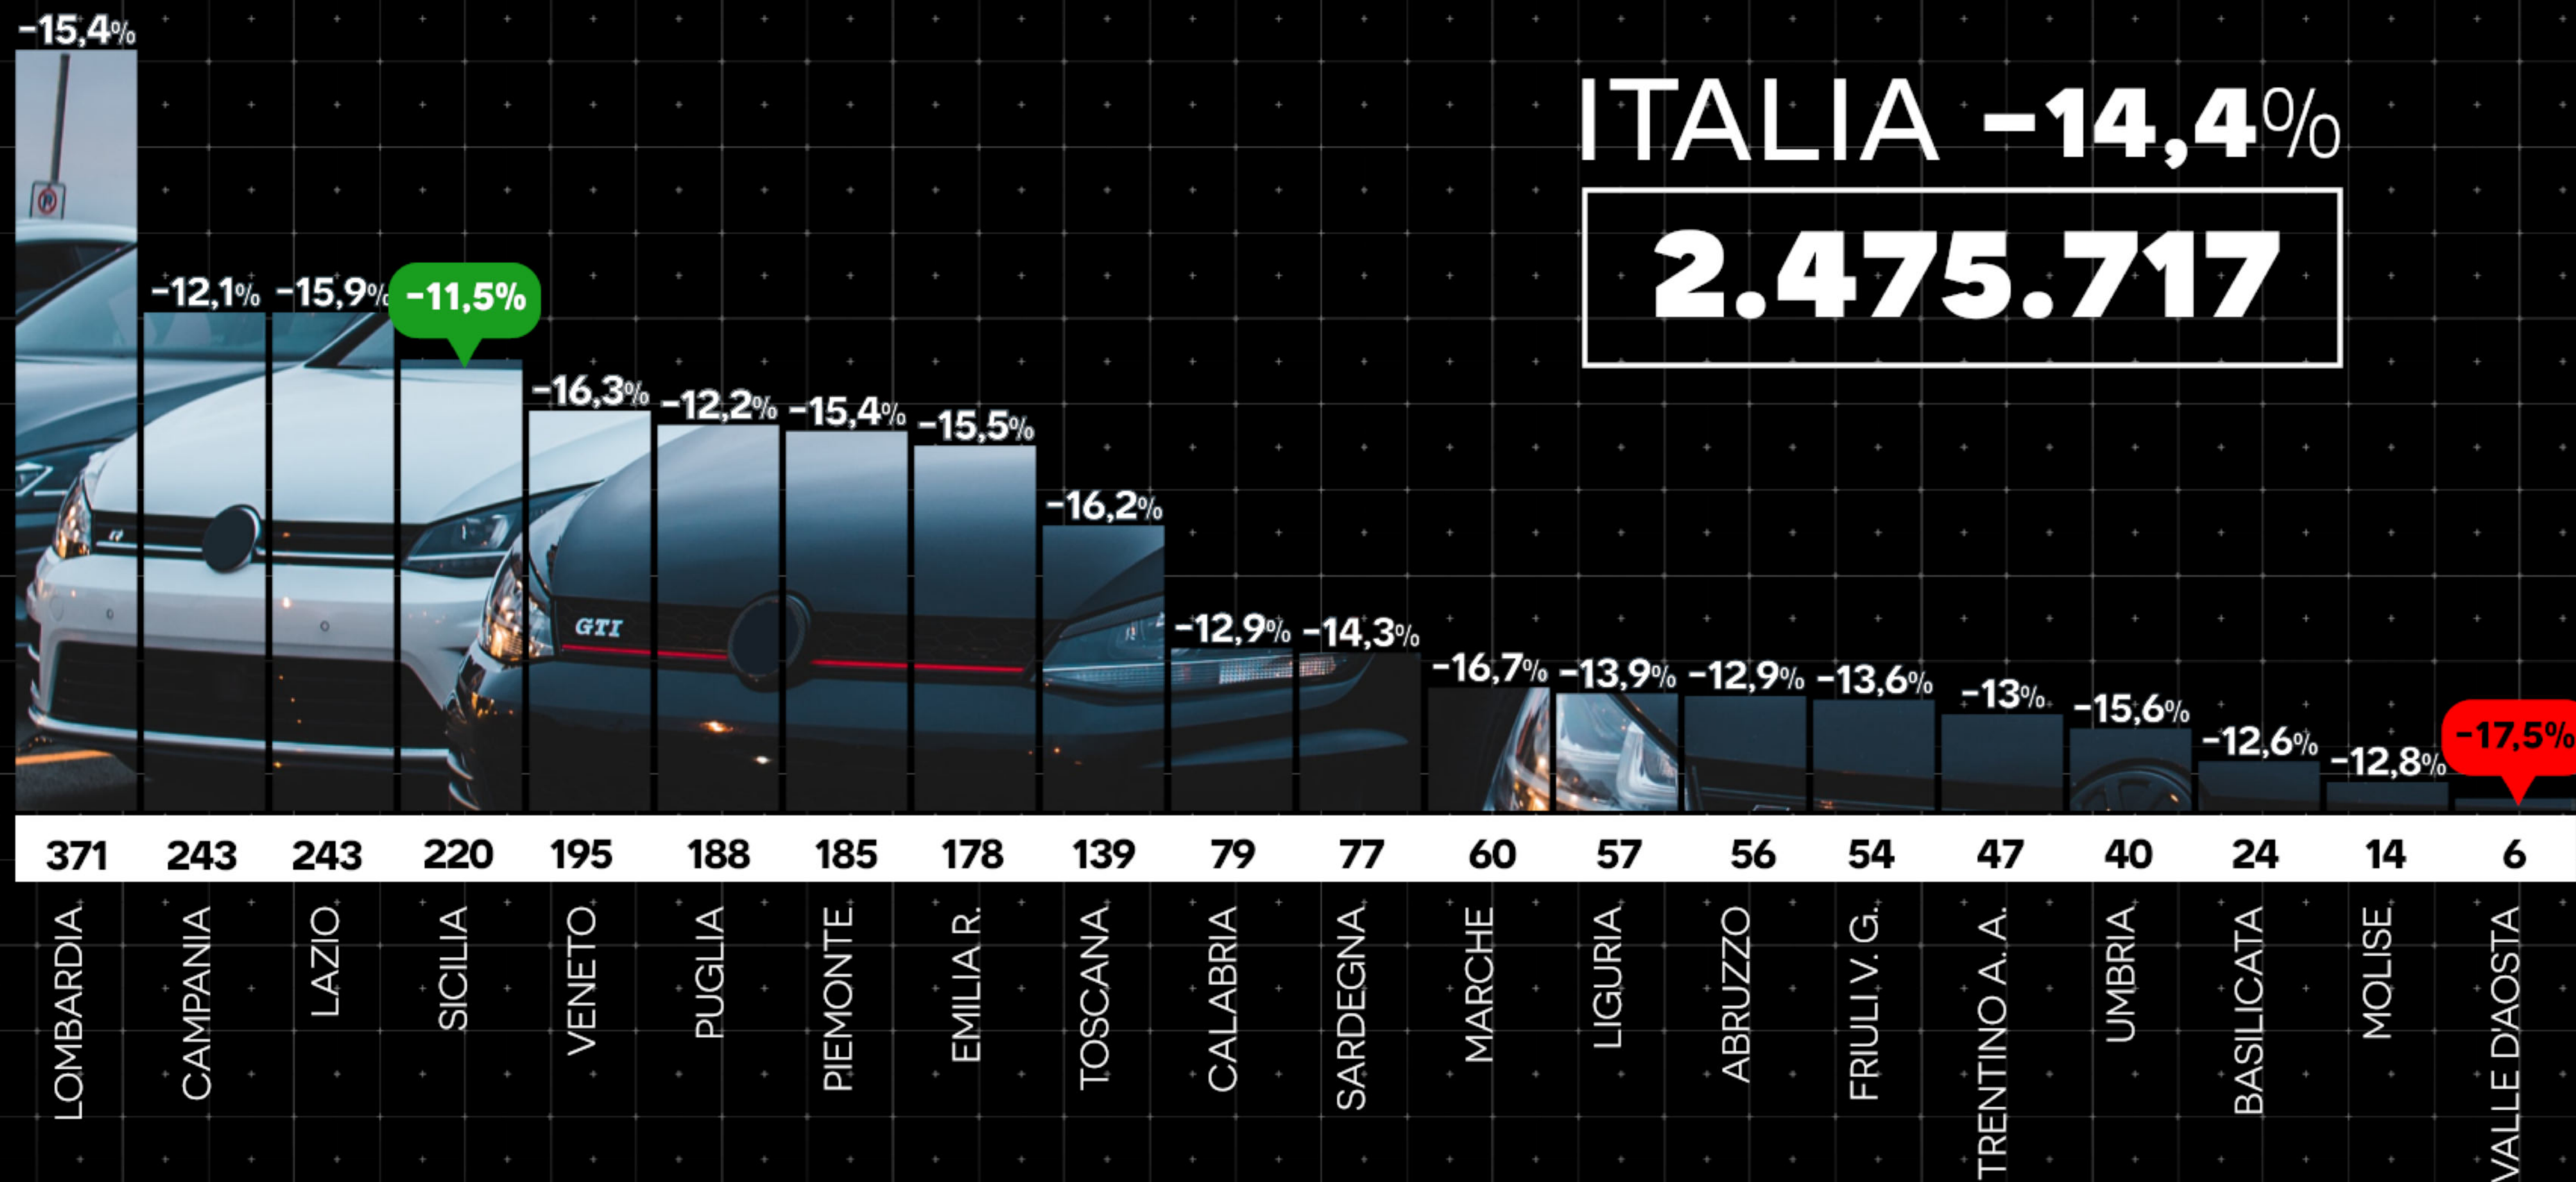 ITALIA -14,4%
2.475.717
-15,4%
-12,1%
-15,9%
-11,5%
-16,3%
-12,2%
-15,4%
-15,5%
-16,2%
-12,9%
-14,3%
-16,7%
-13,9%
-12,9%
-13,6%
-13%
-15,6%
-12,6%
-12,8%
-17,5%
GTI
371 243 243 220 195 188 185 178 139 79 77 60 57 56 54 47 40 24 14 6
LOMBARDIA
CAMPANIA
LAZIO
SICILIA
VENETO
PUGLIA
PIEMONTE
EMILIA R.
TOSCANA
CALABRIA
SARDEGNA
MARCHE
LIGURIA
ABRUZZO
FRIULI V. G.
TRENTINO A. A.
UMBRIA
BASILICATA
MOLISE
VALLE D'AOSTA